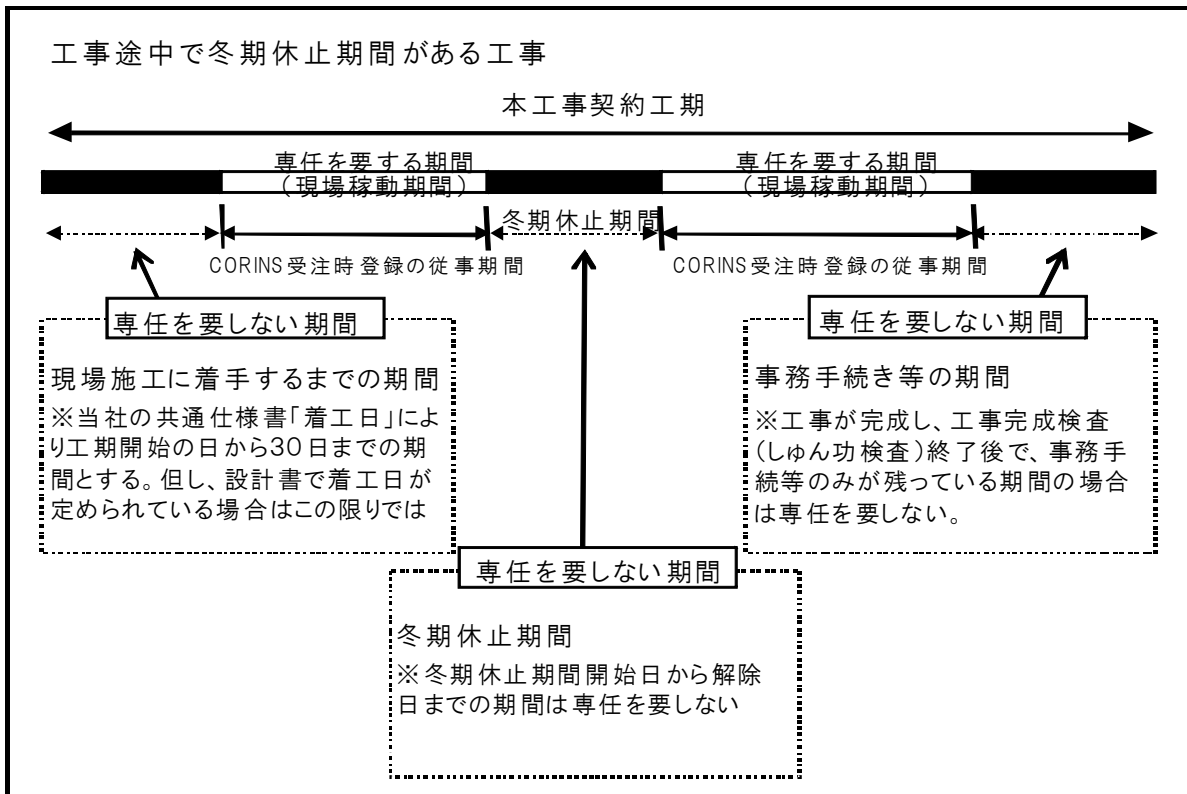 工事途中で冬期休止期間がある工事
本工事契約工期
専任を要する期間
（現場稼動期間）
専任を要する期間
（現場稼動期間）
冬期休止期間
CORINS受注時登録の従事期間
CORINS受注時登録の従事期間
専任を要しない期間
現場施工に着手するまでの期間
※当社の共通仕様書「着工日」によ
り工期開始の日から30日までの期
間とする。但し、設計書で着工日が
定められている場合はこの限りでは
専任を要しない期間
事務手続き等の期間
※工事が完成し、工事完成検査
(しゅん功検査)終了後で、事務手
続等のみが残っている期間の場合
は専任を要しない。
専任を要しない期間
冬期休止期間
※冬期休止期間開始日から解除
日までの期間は専任を要しない